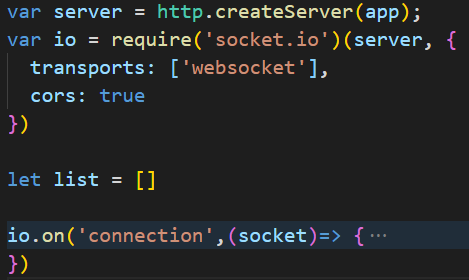 var server = http.createServer(app);
var io = require('socket.io')(server, {
  transports: ['websocket'],
  cors: true
})

let list = []

io.on('connection',(socket)=> {⋯
})